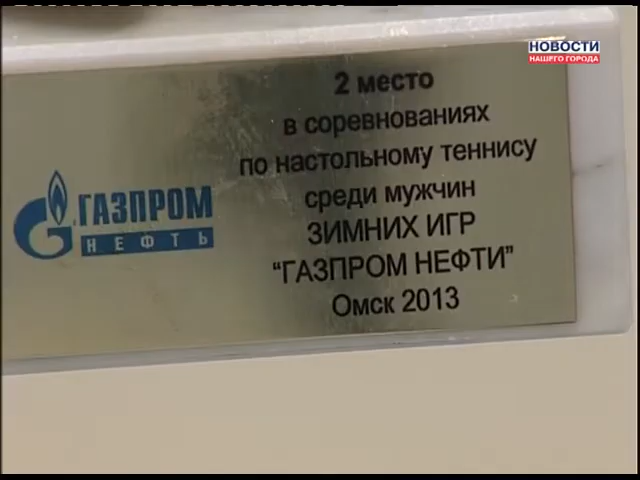 НОВОСТИ
НАШЕГО ГОРОДА
2 место
в соревнованиях
по настольному теннису
среди мужчин
ЗИМНИХ ИГР
“ГАЗПРОМ НЕФТИ”
Омск 2013
ГАЗПРОМ
НЕФТЬ